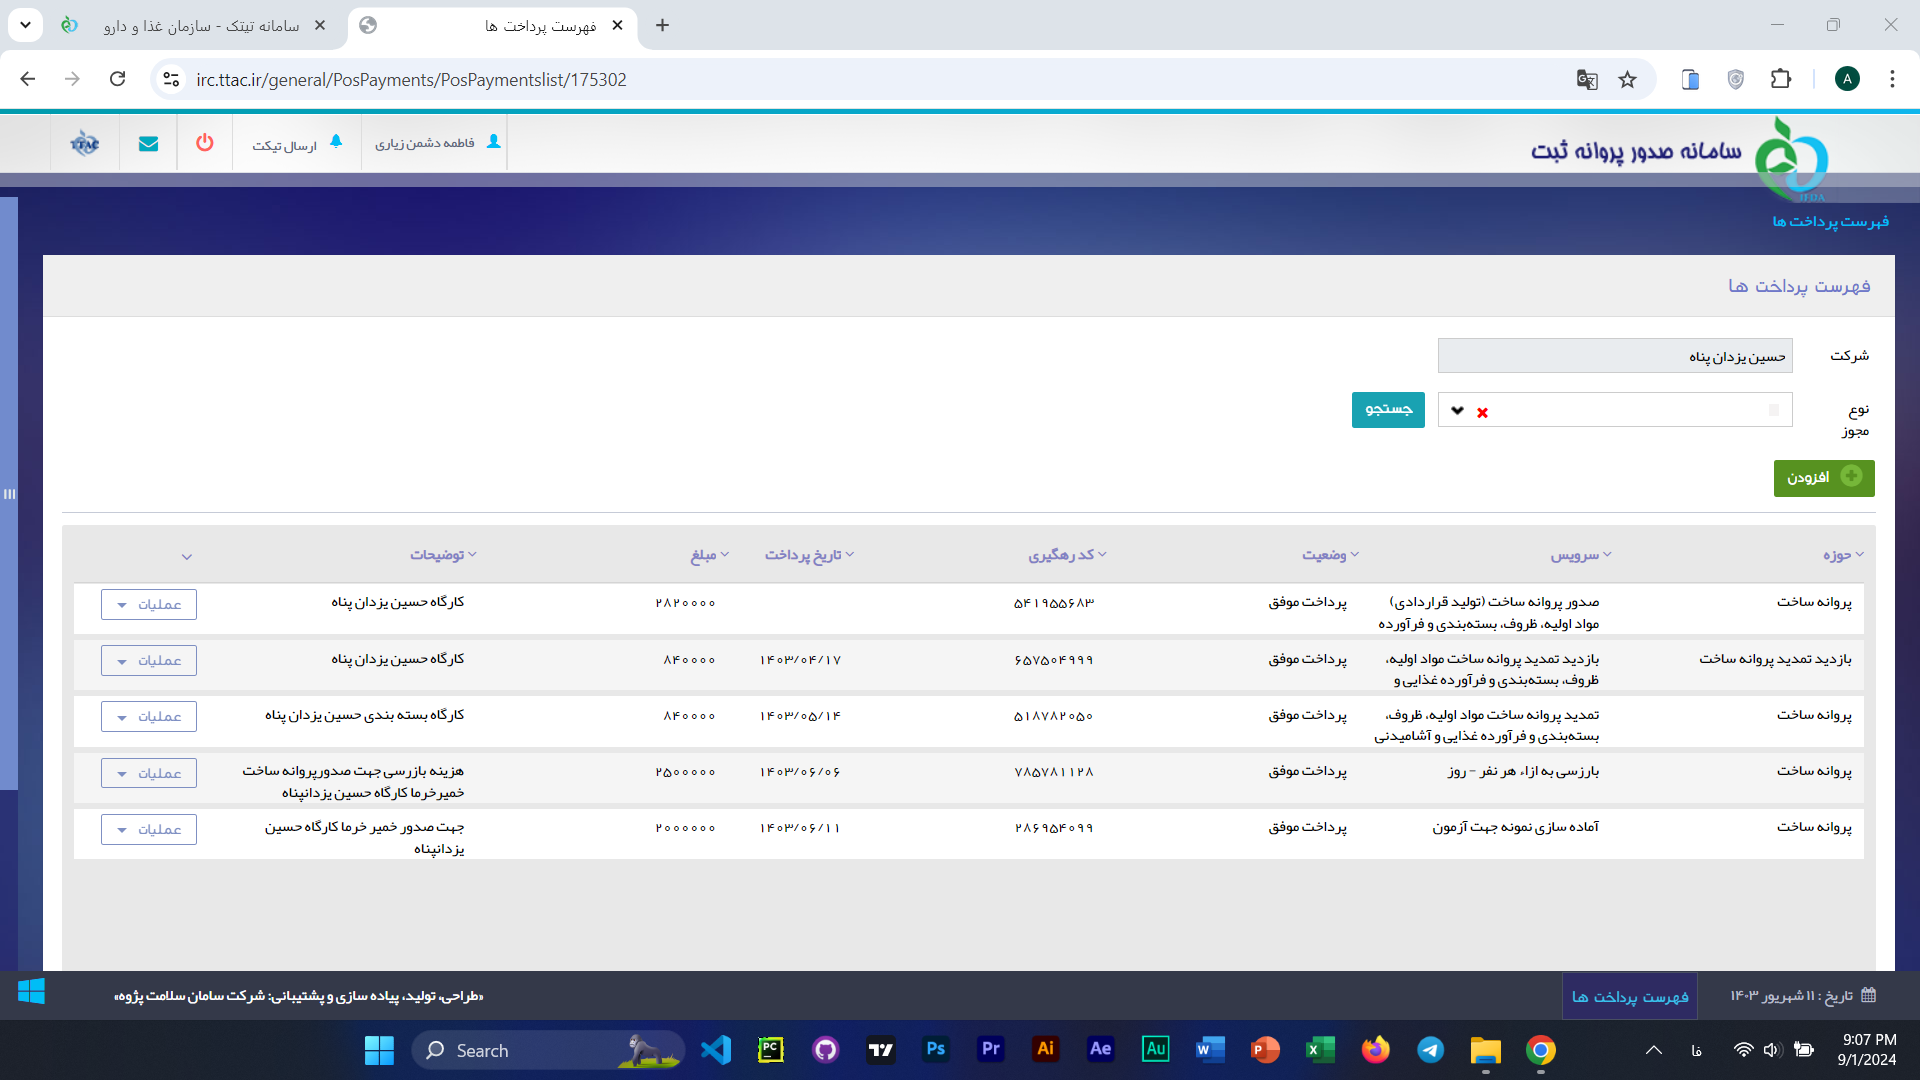 سامانه تیتک - سازمان غذا و دارو
فهرست پرداخت ها
irc.ttac.ir/general/PosPayments/PosPaymentslist/175302
A
سامانه صدور پروانه ثبت
IFDA
فاطمه دشمن زیاری
ارسال تیکت
TTAC
فهرست پرداخت ها
فهرست پرداخت ها
شرکت
حسین یزدان پناه
نوع
مجوز
جستجو
افزودن
حوزه
سرویس
وضعیت
کد رهگیری
تاریخ پرداخت
مبلغ
توضیحات
پروانه ساخت
صدور پروانه ساخت (تولید قراردادی)
مواد اولیه، ظروف، بسته‌بندی و فرآورده
پرداخت موفق
۵۴۱۹۵۵۶۸۳
۲۸۲۰۰۰۰
کارگاه حسین یزدان پناه
عملیات
بازدید تمدید پروانه ساخت
بازدید تمدید پروانه ساخت مواد اولیه،
ظروف، بسته‌بندی و فرآورده غذایی و
پرداخت موفق
۶۵۷۵۰۴۹۹۹
۱۴۰۳/۰۴/۱۷
۸۴۰۰۰۰
کارگاه حسین یزدان پناه
عملیات
پروانه ساخت
تمدید پروانه ساخت مواد اولیه، ظروف،
بسته‌بندی و فرآورده غذایی و آشامیدنی
پرداخت موفق
۵۱۸۷۸۲۰۵۰
۱۴۰۳/۰۵/۱۴
۸۴۰۰۰۰
کارگاه بسته بندی حسین یزدان پناه
عملیات
پروانه ساخت
بازرسی به ازاء هر نفر - روز
پرداخت موفق
۷۸۵۷۸۱۱۲۸
۱۴۰۳/۰۶/۰۶
۲۵۰۰۰۰۰
هزینه بازرسی جهت صدورپروانه ساخت
خمیرخرما کارگاه حسین یزدانپناه
عملیات
پروانه ساخت
آماده سازی نمونه جهت آزمون
پرداخت موفق
۲۸۶۹۵۴۰۹۹
۱۴۰۳/۰۶/۱۱
۲۰۰۰۰۰۰
جهت صدور خمیر خرما کارگاه حسین
یزدانپناه
عملیات
تاریخ : ۱۱ شهریور ۱۴۰۳
فهرست پرداخت ها
«طراحی، تولید، پیاده سازی و پشتیبانی: شرکت سامان سلامت پژوه»
Search
PC
Ps
Pr
Ai
Ae
Au
W
P
X
فا
9:07 PM
9/1/2024